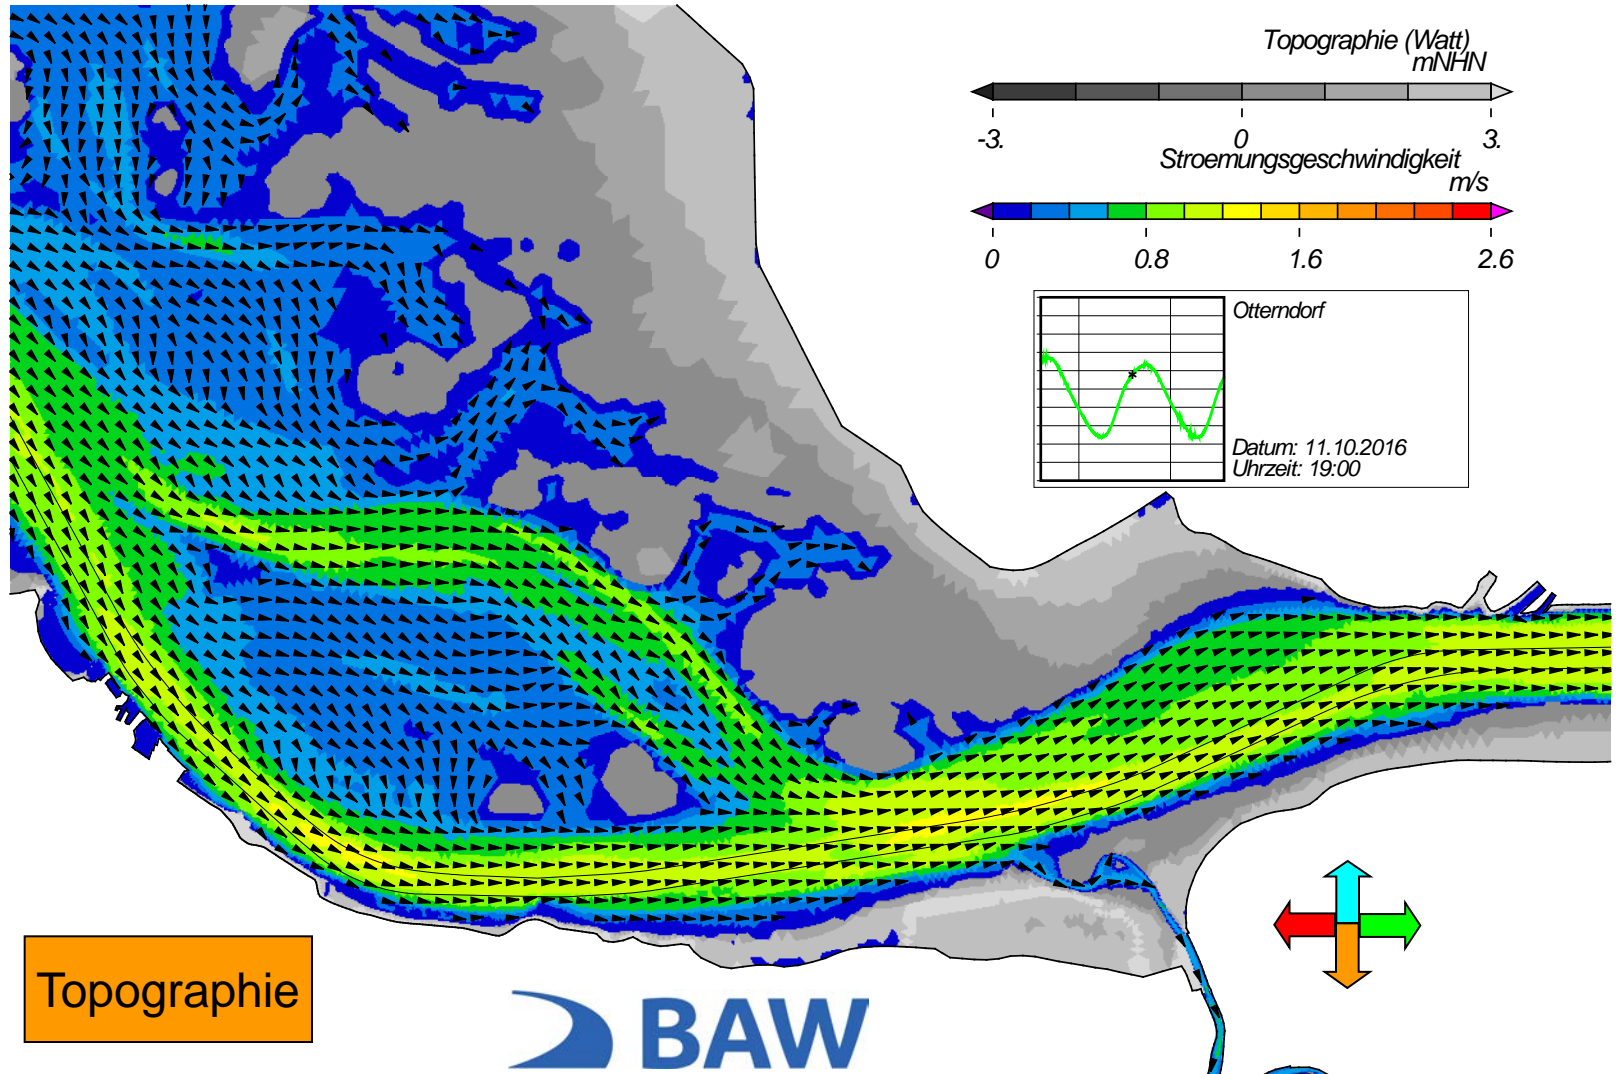 Topographie (Watt)
mNHN
-3. 0 3.
Stroemungsgeschwindigkeit
m/s
0 0.8 1.6 2.6
Otterndorf
Datum: 11.10.2016
Uhrzeit: 19:00
Topographie
BAW